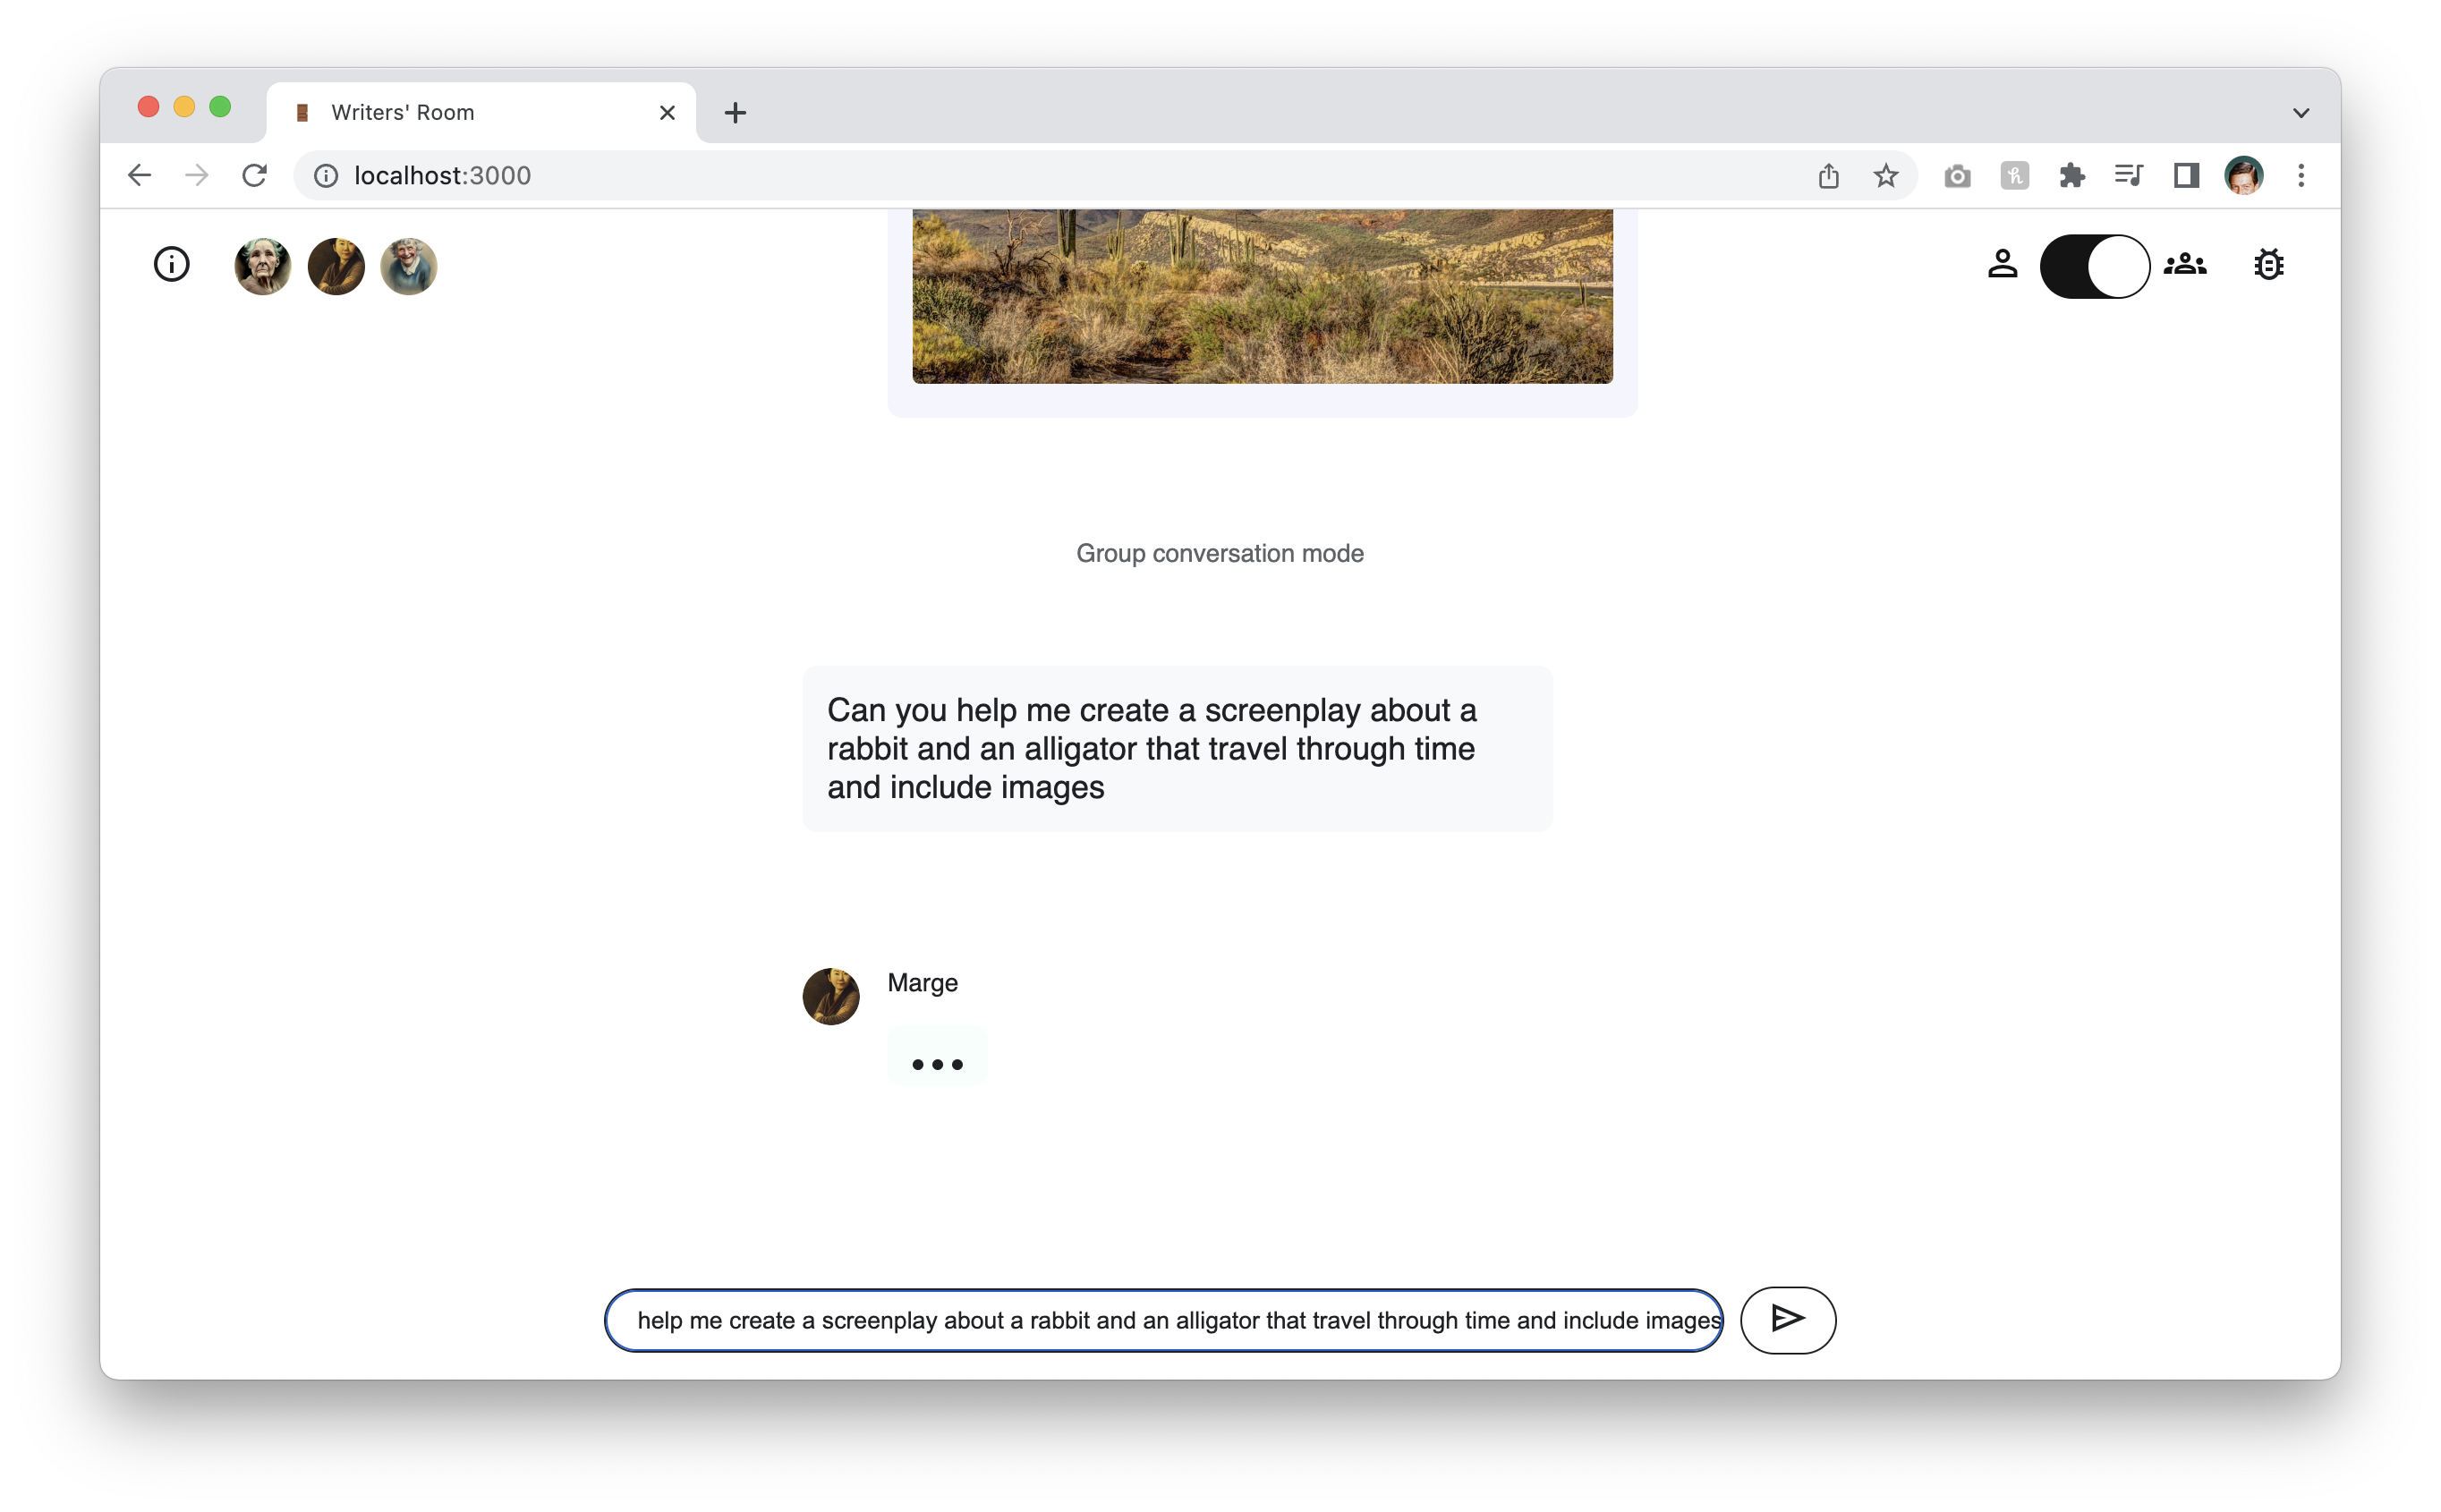 Writers' Room
localhost:3000
Group conversation mode
Can you help me create a screenplay about a
rabbit and an alligator that travel through time
and include images
Marge
help me create a screenplay about a rabbit and an alligator that travel through time and include images